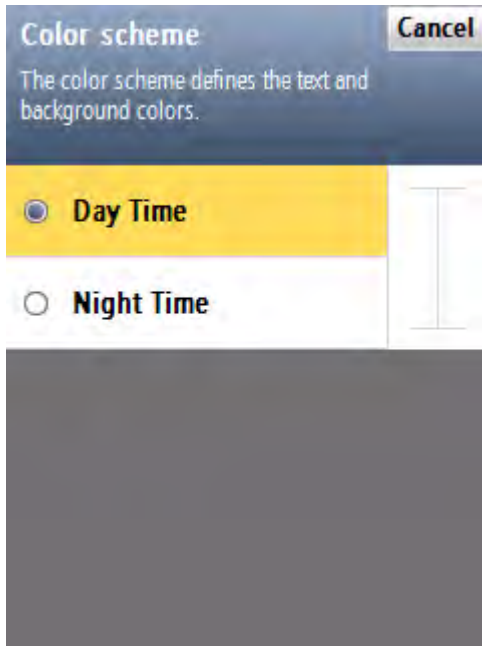 Color scheme
Cancel
The color scheme defines the text and
background colors.
Day Time
Night Time